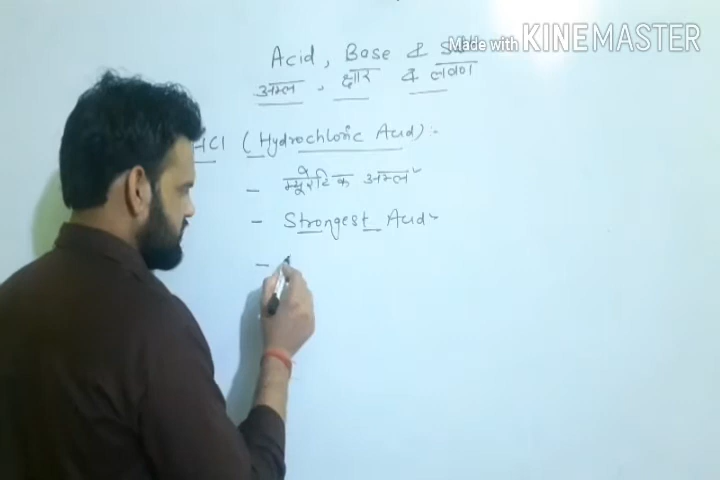 Made with KINEMASTER
Acid, Base &
अम्ल, क्षार व लवण
HCl (Hydrochloric Acid) :-
- म्यूरेटिक अम्ल
- Strongest Acid
-